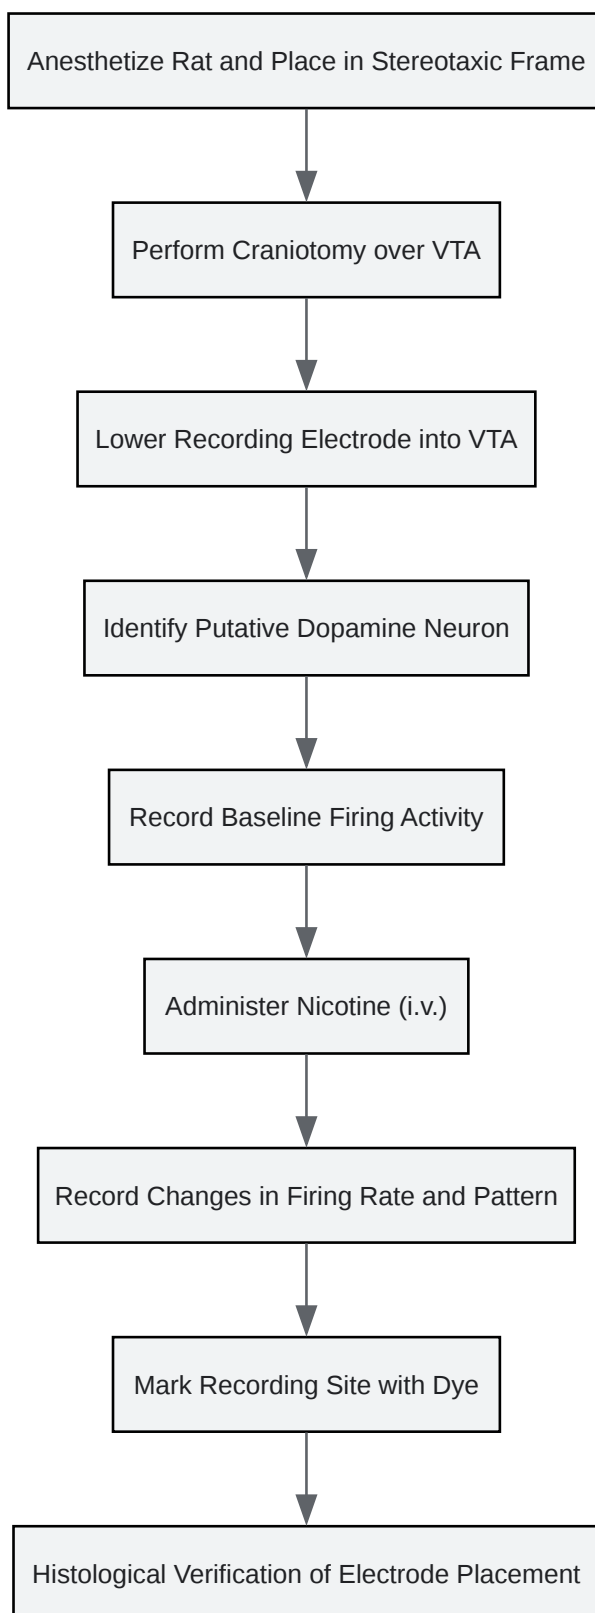 Anesthetize Rat and Place in Stereotaxic Frame
Perform Craniotomy over VTA
Lower Recording Electrode into VTA
Identify Putative Dopamine Neuron
Record Baseline Firing Activity
Administer Nicotine (i.v.)
Record Changes in Firing Rate and Pattern
Mark Recording Site with Dye
Histological Verification of Electrode Placement